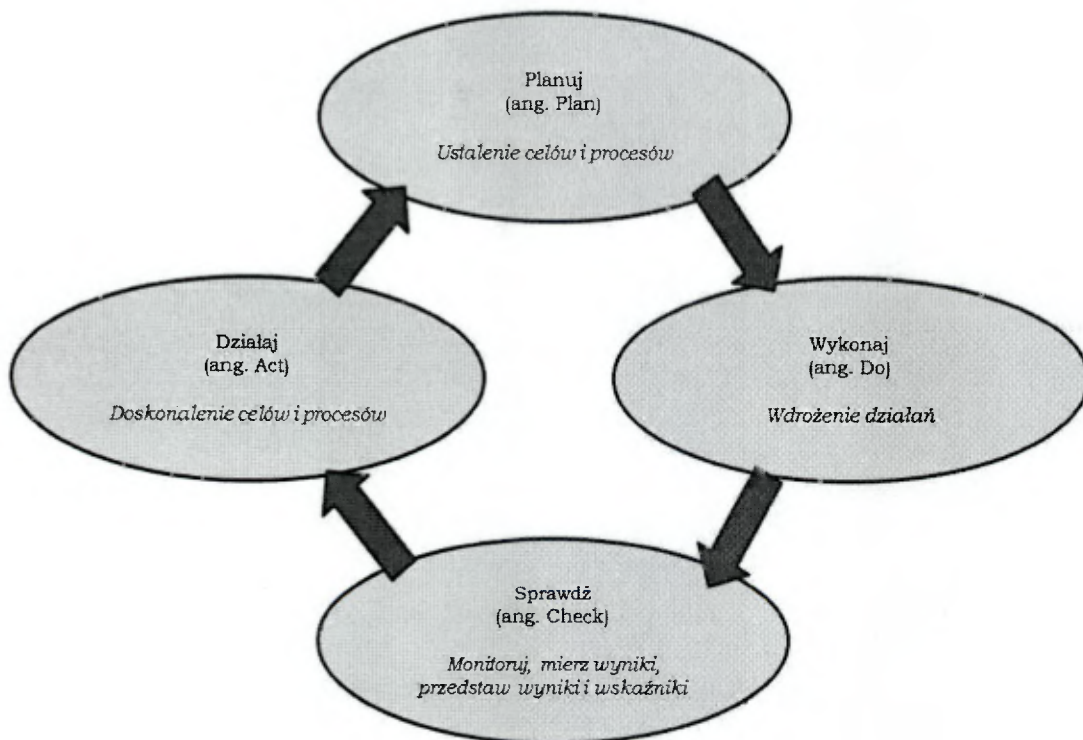 Planuj
(ang. Plan)
Ustalenie celów i procesów
Wykonaj
(ang. Do)
Wdrożenie działań
Sprawdź
(ang. Check)
Monitoruj, mierz wyniki,
przedstaw wyniki i wskaźniki
Działaj
(ang. Act)
Doskonalenie celów i procesów